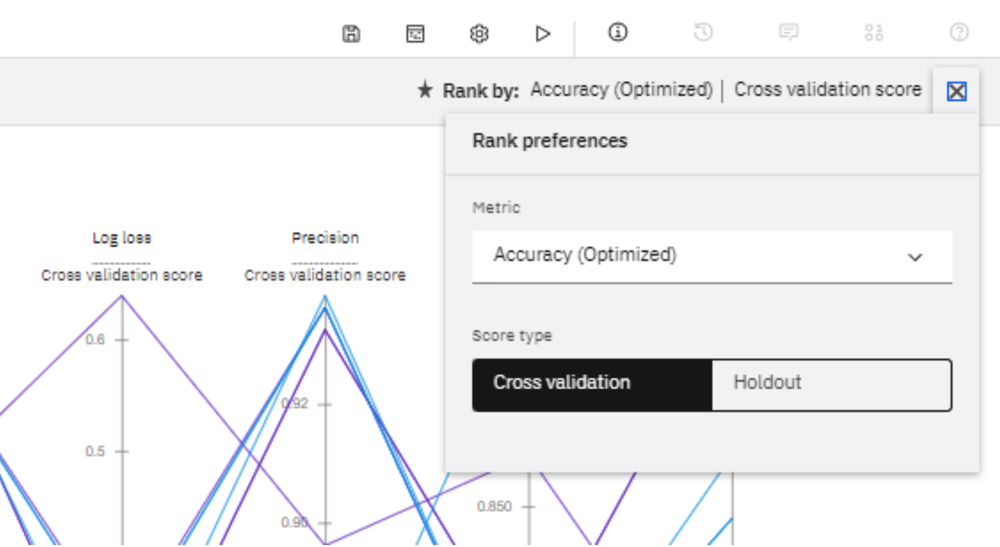 Rank by: Accuracy (Optimized) | Cross validation score
Rank preferences
Metric
Accuracy (Optimized)
Score type
Cross validation Holdout
Log loss
Cross validation score
0.6
0.5
Precision
Cross validation score
0.92
0.90
0.850